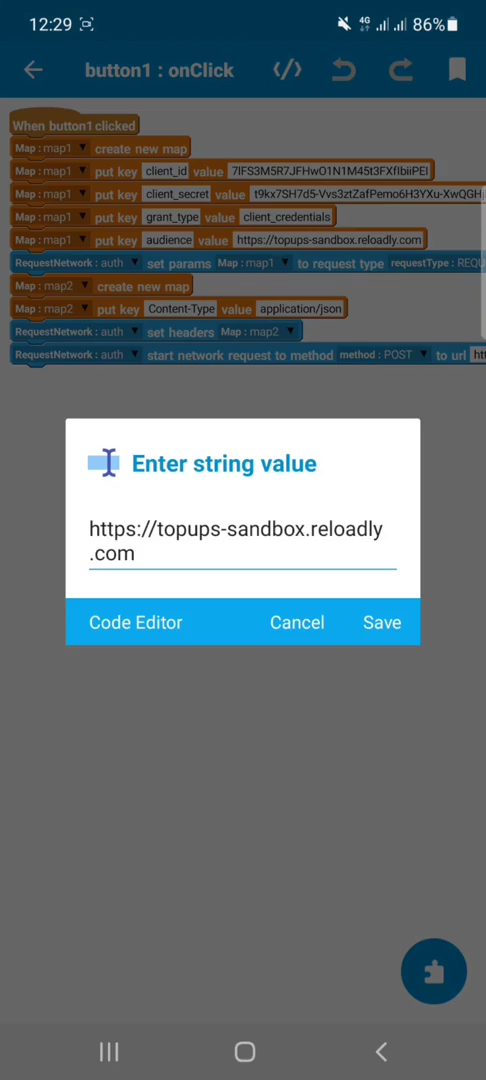 12:29 4G 86%
button1 : onClick </>
When button1 clicked
Map : map1 create new map
Map : map1 put key client_id value
Map : map1 put key client_secret value
Map : map1 put key grant_type value client_credentials
Map : map1 put key audience value https://topups-sandbox.reloadly.com
RequestNetwork : auth set params Map : map1 to request type requestType : REQU
Map : map2 create new map
Map : map2 put key Content-Type value application/json
RequestNetwork : auth set headers Map : map2
RequestNetwork : auth start network request to method method : POST to url htt
Enter string value
https://topups-sandbox.reloadly
.com
Code Editor Cancel Save